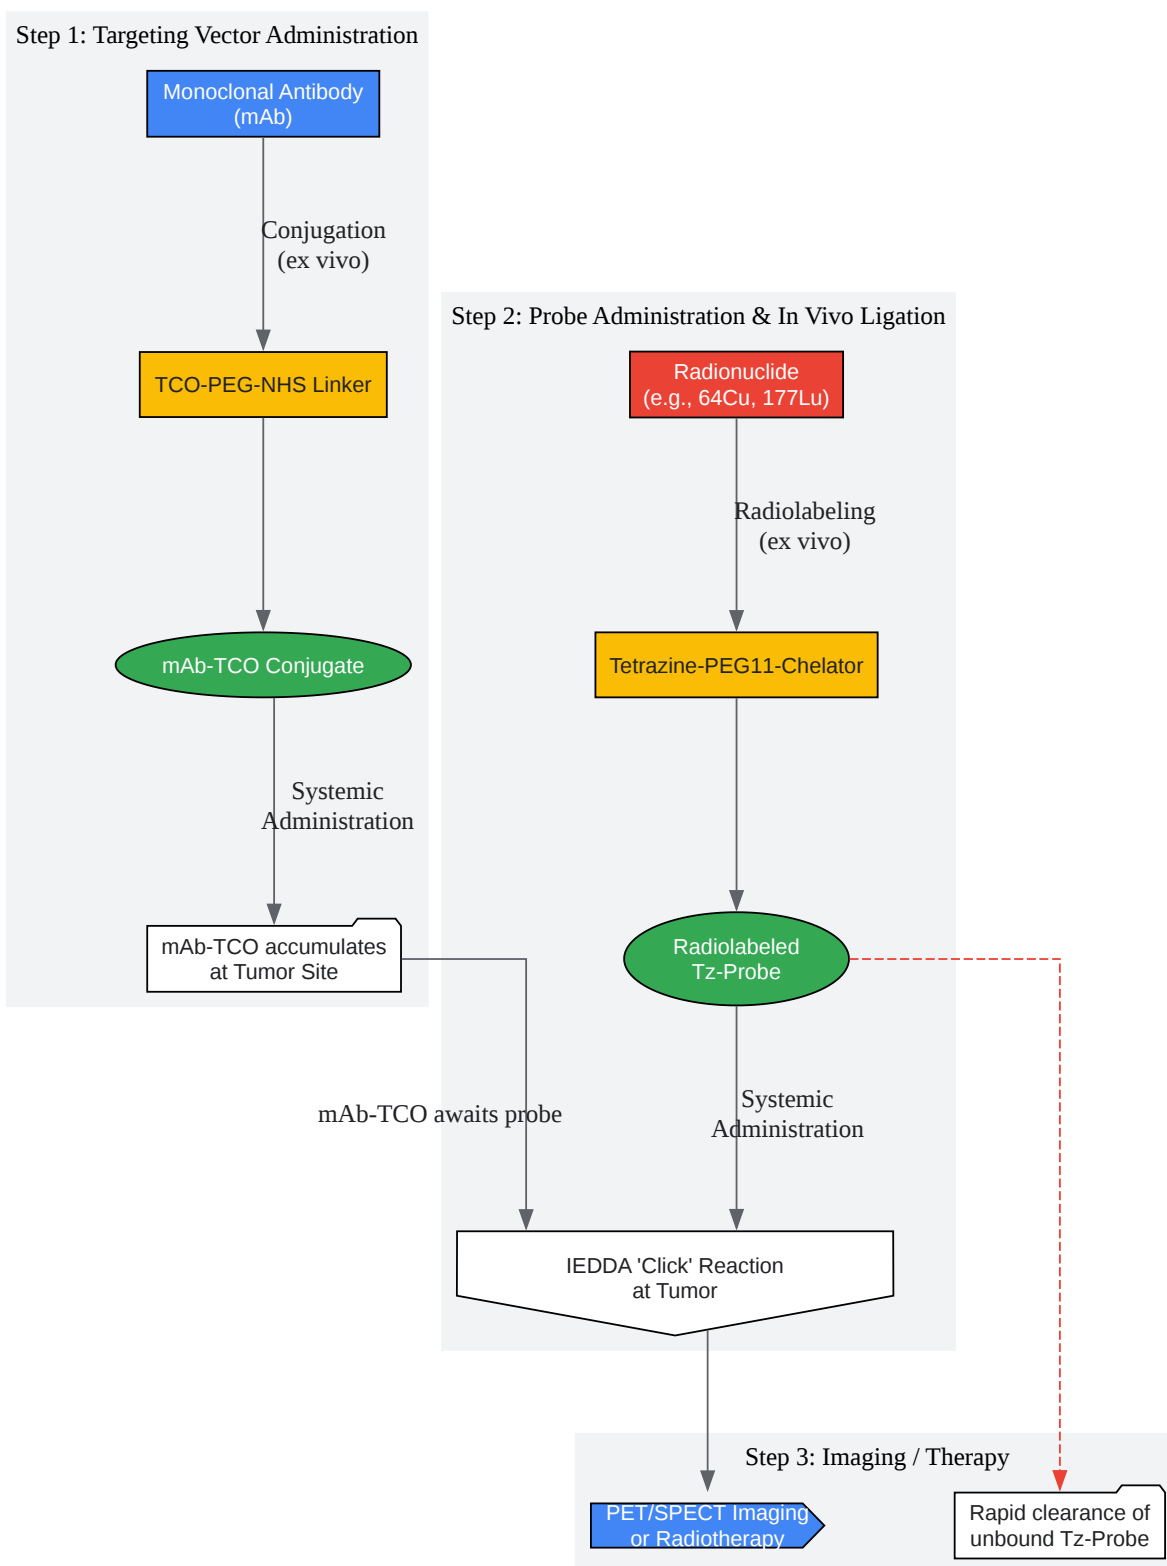 Step 1: Targeting Vector Administration
Monoclonal Antibody
(mAb)
Conjugation
(ex vivo)
TCO-PEG-NHS Linker
mAb-TCO Conjugate
Systemic
Administration
mAb-TCO accumulates
at Tumor Site
mAb-TCO awaits probe
Step 2: Probe Administration & In Vivo Ligation
Radionuclide
(e.g., 64Cu, 177Lu)
Radiolabeling
(ex vivo)
Tetrazine-PEG11-Chelator
Radiolabeled
Tz-Probe
Systemic
Administration
IEDDA 'Click' Reaction
at Tumor
Step 3: Imaging / Therapy
PET/SPECT Imaging
or Radiotherapy
Rapid clearance of
unbound Tz-Probe